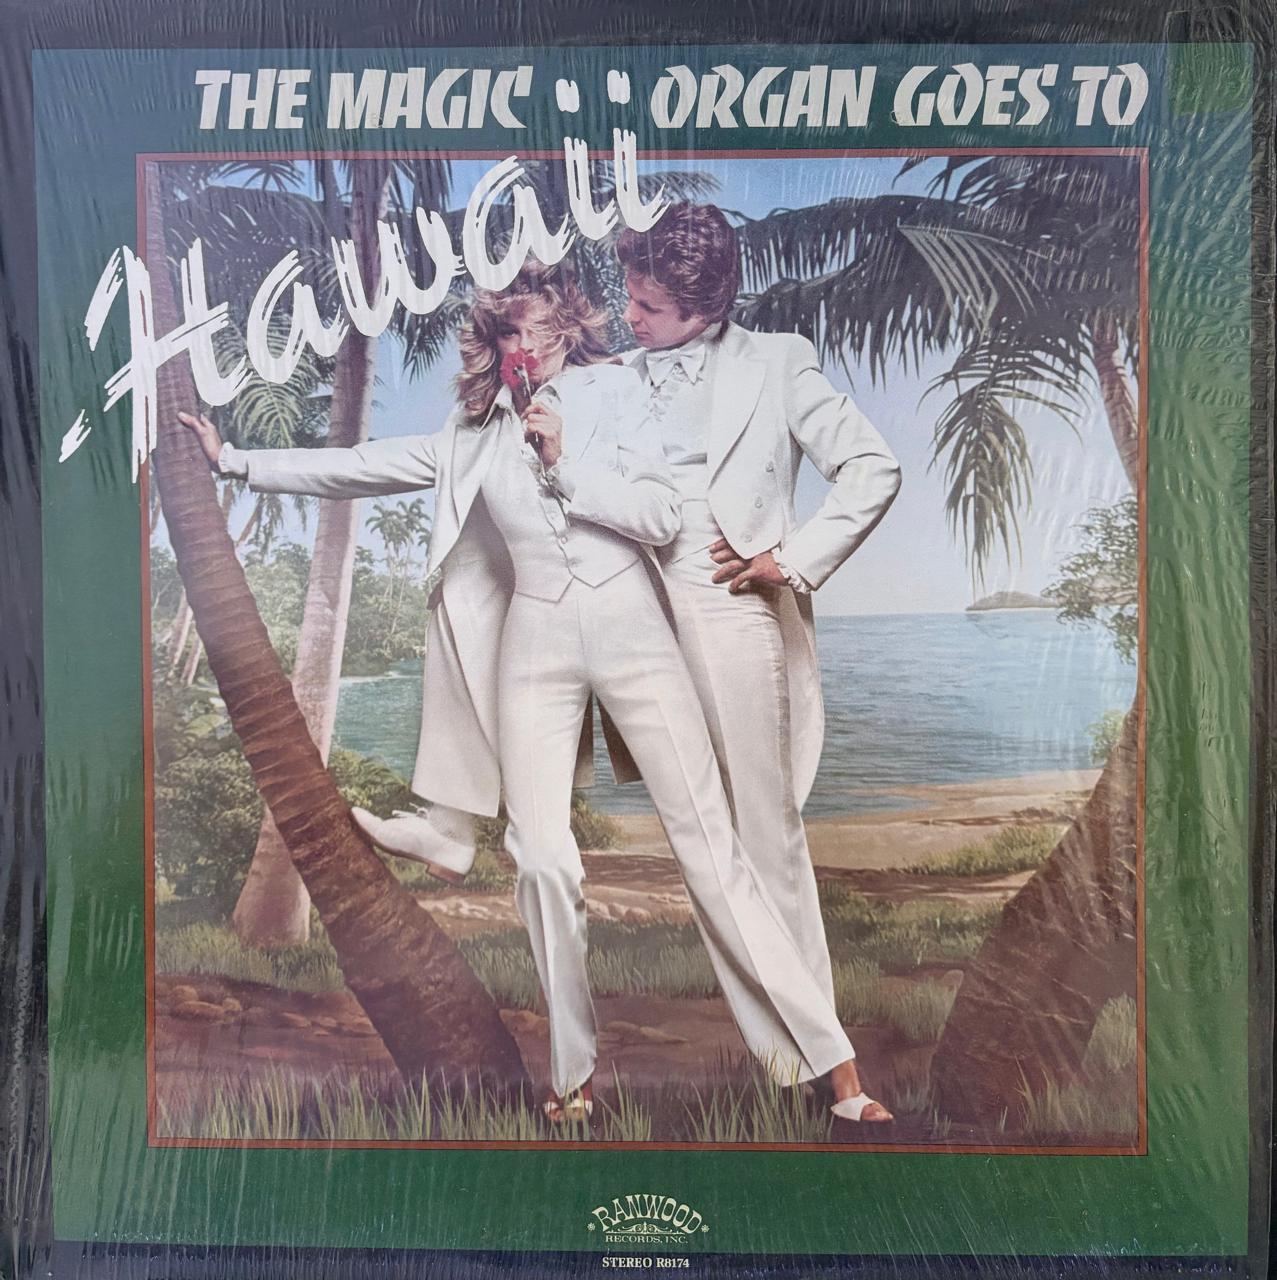 THE MAGIC ORGAN GOES TO
Hawaii
RANWOOD
RECORDS, INC.
STEREO R8174